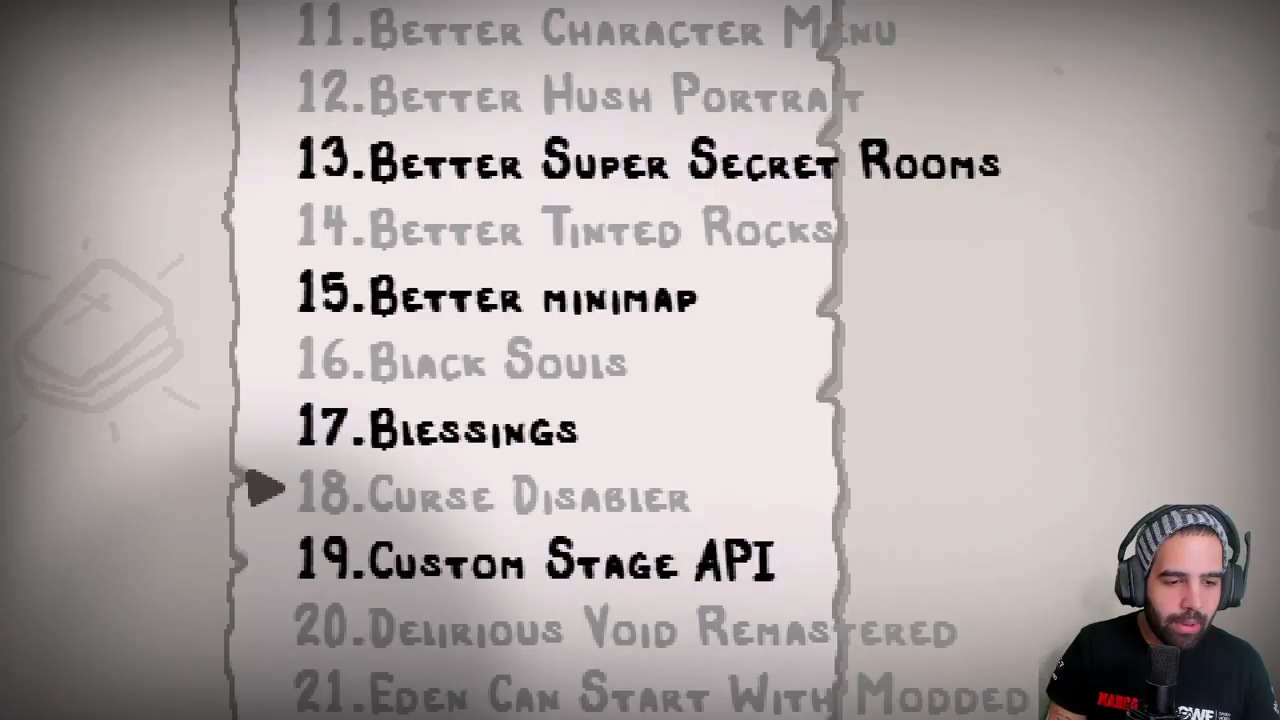 11.Better Character Menu
12.Better Hush Portrait
13.Better Super Secret Rooms
14.Better Tinted Rocks
15.Better minimap
16.Black Souls
17.Blessings
18.Curse Disabler
19.Custom Stage API
20.Delirious Void Remastered
21.Eden Can Start With Modded